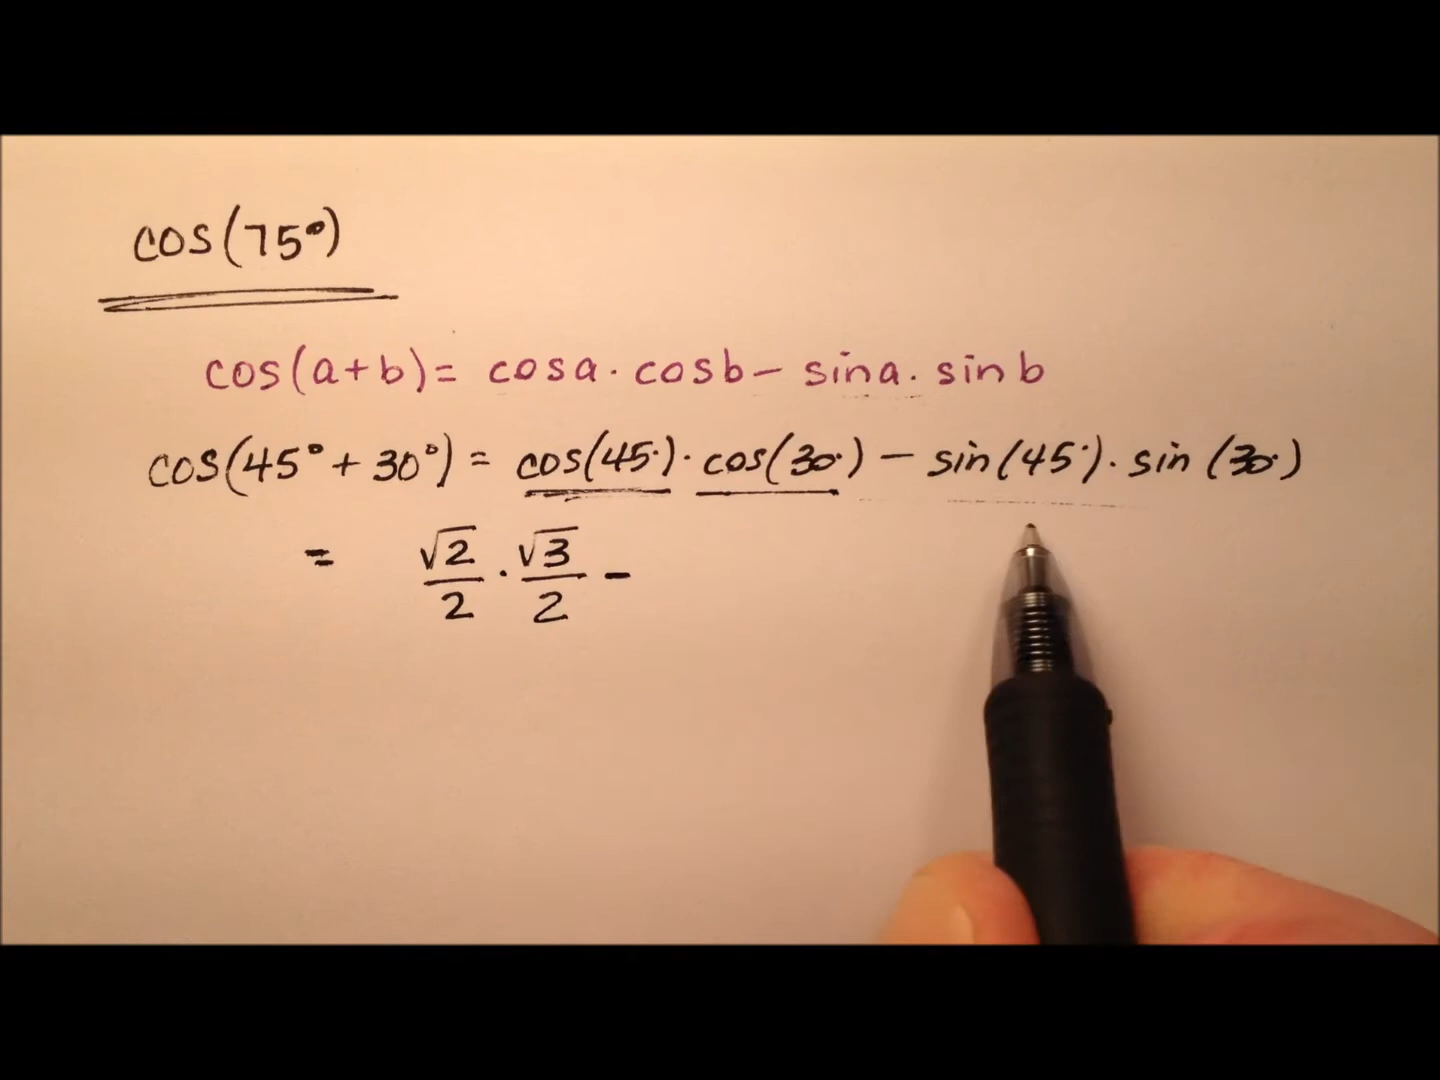 cos(75°)
cos(a+b)= cosa · cosb - sina · sinb
cos(45° + 30°) = cos(45°) · cos(30°) - sin(45°) · sin(30°)
= √2/2 · √3/2 -